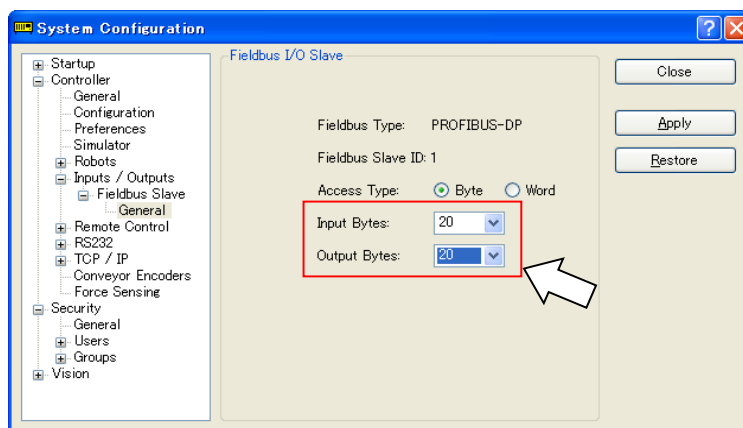 System Configuration
Startup
Controller
General
Configuration
Preferences
Simulator
Robots
Inputs / Outputs
Fieldbus Slave
General
Remote Control
RS232
TCP / IP
Conveyor Encoders
Force Sensing
Security
General
Users
Groups
Vision
Fieldbus I/O Slave
Fieldbus Type: PROFIBUS-DP
Fieldbus Slave ID: 1
Access Type: Byte Word
Input Bytes: 20
Output Bytes: 20
Close
Apply
Restore